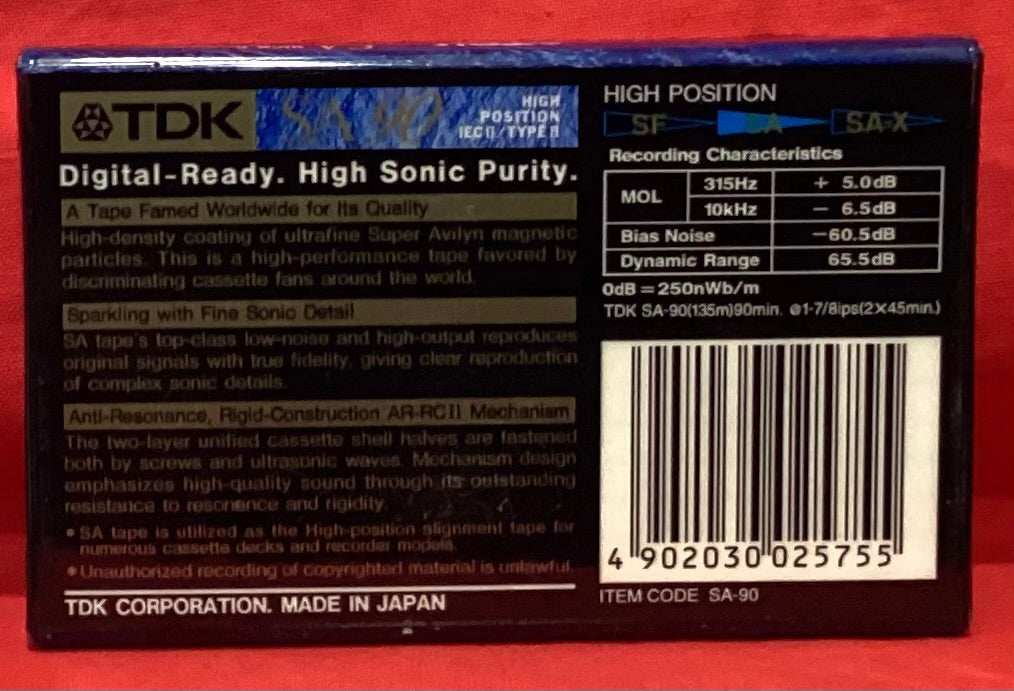 TDK SA 90 HIGH
POSITION
IECII/TYPEII
Digital-Ready. High Sonic Purity.
A Tape Famed Worldwide for Its Quality
High-density coating of ultrafine Super Avilyn magnetic
particles. This is a high-performance tape favored by
discriminating cassette fans around the world.
Sparkling with Fine Sonic Detail
SA tape's top-class low-noise and high-output reproduces
original signals with true fidelity, giving clear reproduction
of complex sonic details.
Anti-Resonance, Rigid-Construction AR-RCII Mechanism
The two-layer unified cassette shell halves are fastened
both by screws and ultrasonic waves. Mechanism design
emphasizes high-quality sound through its outstanding
resistance to resonance and rigidity.
• SA tape is utilized as the High-position alignment tape for
numerous cassette decks and recorder models.
* Unauthorized recording of copyrighted material is unlawful.
TDK CORPORATION. MADE IN JAPAN
HIGH POSITION
SF SA SA-X
Recording Characteristics
MOL 315Hz + 5.0dB
10kHz − 6.5dB
Bias Noise −60.5dB
Dynamic Range 65.5dB
0dB=250nWb/m
TDK SA-90(135m)90min. @1-7/8ips(2×45min.)
4 902030 025755
ITEM CODE SA-90